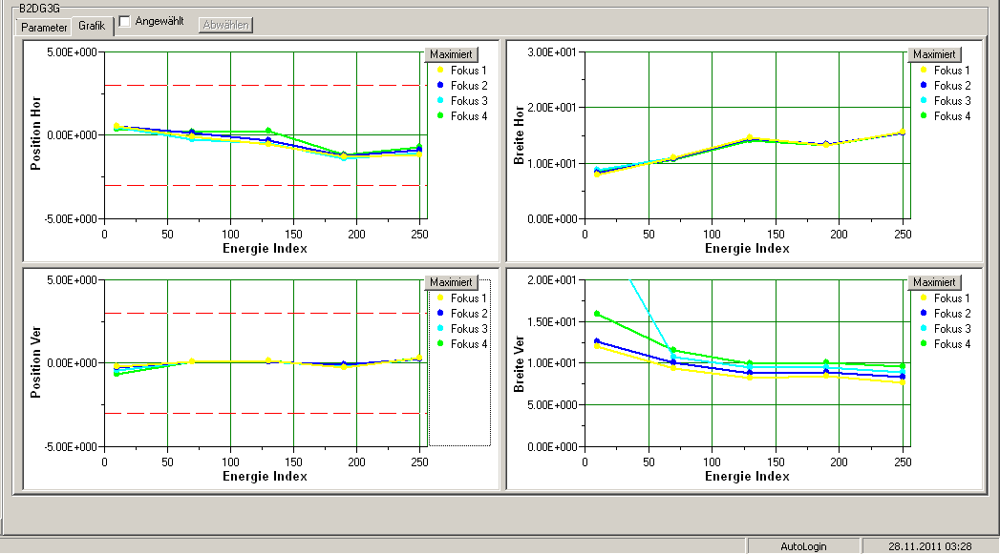 B2DG3G
Parameter Grafik Angewählt Abwählen
Maximiert
Fokus 1
Fokus 2
Fokus 3
Fokus 4
Position Hor
5.00E+000
0.00E+000
-5.00E+000
0 50 100 150 200 250
Energie Index
Maximiert
Fokus 1
Fokus 2
Fokus 3
Fokus 4
Breite Hor
3.00E+001
2.00E+001
1.00E+001
0.00E+000
0 50 100 150 200 250
Energie Index
Maximiert
Fokus 1
Fokus 2
Fokus 3
Fokus 4
Position Ver
5.00E+000
0.00E+000
-5.00E+000
0 50 100 150 200 250
Energie Index
Maximiert
Fokus 1
Fokus 2
Fokus 3
Fokus 4
Breite Ver
2.00E+001
1.50E+001
1.00E+001
5.00E+000
0.00E+000
0 50 100 150 200 250
Energie Index
AutoLogin 28.11.2011 03:28